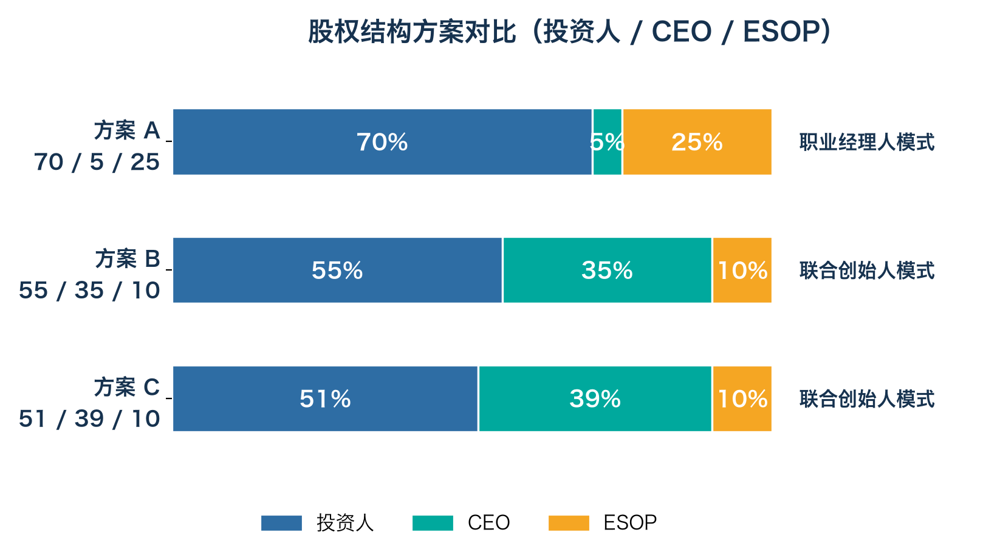 股权结构方案对比（投资人 / CEO / ESOP）
方案 A
70 / 5 / 25
70%
5%
25%
职业经理人模式
方案 B
55 / 35 / 10
55%
35%
10%
联合创始人模式
方案 C
51 / 39 / 10
51%
39%
10%
联合创始人模式
投资人
CEO
ESOP